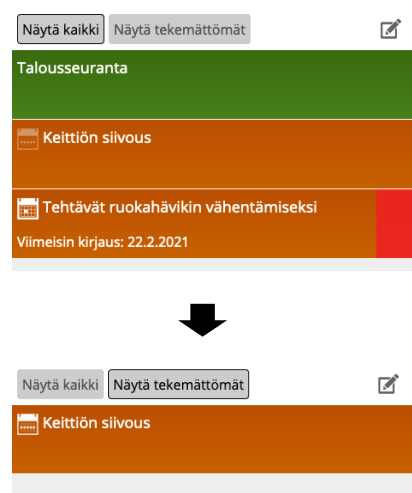 Näytä kaikki Näytä tekemättömät
Talousseuranta
Keittiön siivous
Tehtävät ruokahävikin vähentämiseksi
Viimeisin kirjaus: 22.2.2021
Näytä kaikki Näytä tekemättömät
Keittiön siivous